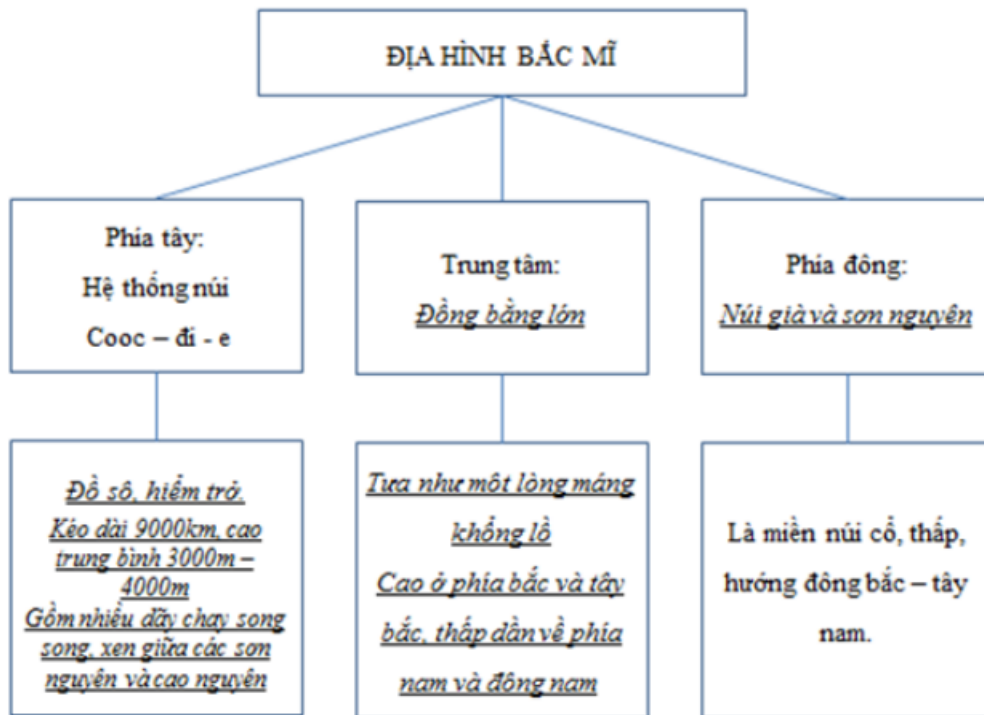 ĐỊA HÌNH BẮC MĨ
Phía tây:
Hệ thống núi
Cooc – đi - e
Trung tâm:
Đồng bằng lớn
Phía đông:
Núi già và sơn nguyên
Đồ sộ, hiểm trở.
Kéo dài 9000km, cao
trung bình 3000m –
4000m
Gồm nhiều dãy chạy song
song, xen giữa các sơn
nguyên và cao nguyên
Tựa như một lòng máng
khổng lồ
Cao ở phía bắc và tây
bắc, thấp dần về phía
nam và đông nam
Là miền núi cổ, thấp,
hướng đông bắc – tây
nam.